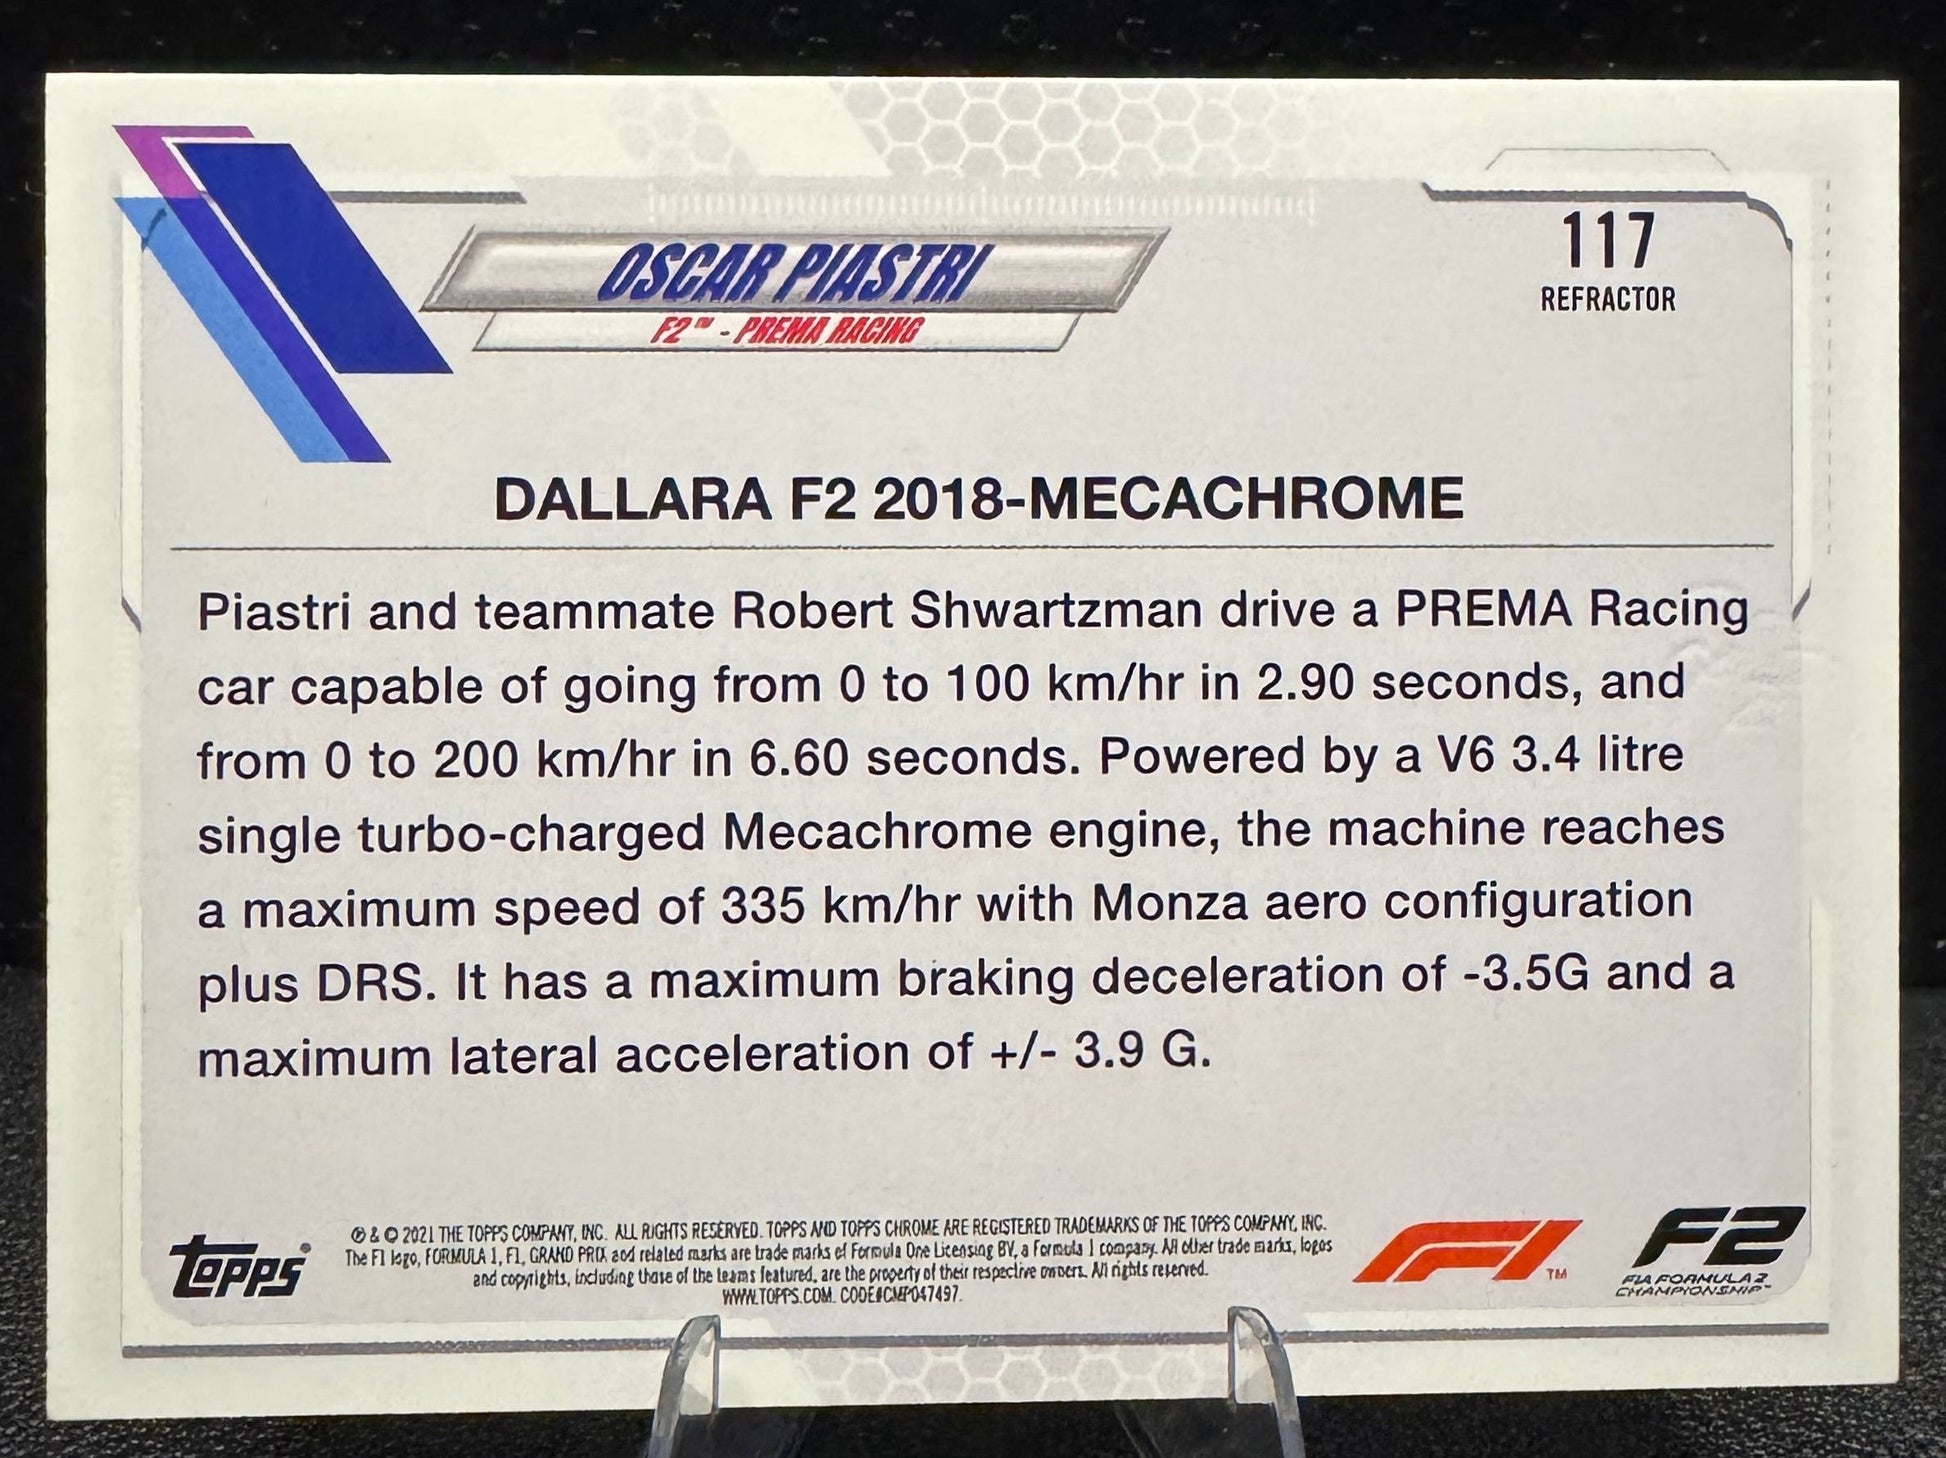 OSCAR PIASTRI
F2™ - PREMA RACING
117
REFRACTOR
DALLARA F2 2018-MECACHROME
Piastri and teammate Robert Shwartzman drive a PREMA Racing
car capable of going from 0 to 100 km/hr in 2.90 seconds, and
from 0 to 200 km/hr in 6.60 seconds. Powered by a V6 3.4 litre
single turbo-charged Mecachrome engine, the machine reaches
a maximum speed of 335 km/hr with Monza aero configuration
plus DRS. It has a maximum braking deceleration of -3.5G and a
maximum lateral acceleration of +/- 3.9 G.
Topps
℗ & © 2021 THE TOPPS COMPANY, INC. ALL RIGHTS RESERVED. TOPPS AND TOPPS CHROME ARE REGISTERED TRADEMARKS OF THE TOPPS COMPANY, INC.
The F1 logo, FORMULA 1, F1, GRAND PRIX and related marks are trade marks of Formula One Licensing BV, a Formula 1 company. All other trade marks, logos
and copyrights, including those of the teams featured, are the property of their respective owners. All rights reserved.
WWW.TOPPS.COM. CODE#CMP047497.
F1 TM
F2
FIA FORMULA 2
CHAMPIONSHIP™